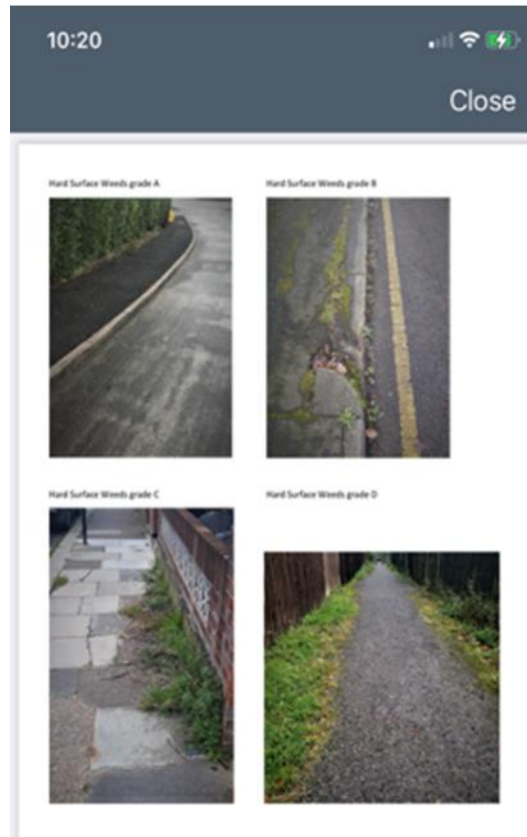 10:20
Close
Hard Surface Weeds grade A
Hard Surface Weeds grade B
Hard Surface Weeds grade C
Hard Surface Weeds grade D